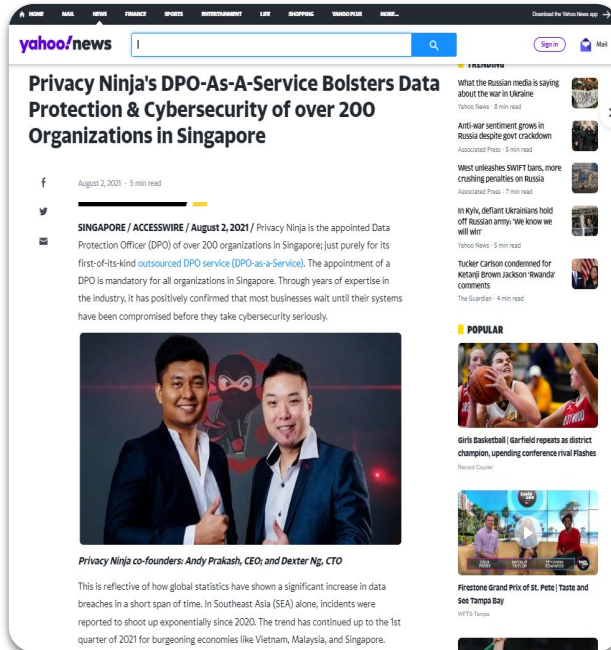 HOME MAIL NEWS FINANCE SPORTS ENTERTAINMENT LIFE SHOPPING YAHOO PLUS MORE...
Download the Yahoo News app
yahoo!news
Sign in
Mail
Privacy Ninja's DPO-As-A-Service Bolsters Data
Protection & Cybersecurity of over 200
Organizations in Singapore
August 2, 2021 · 5 min read
SINGAPORE / ACCESSWIRE / August 2, 2021 / Privacy Ninja is the appointed Data
Protection Officer (DPO) of over 200 organizations in Singapore; just purely for its
first-of-its-kind outsourced DPO service (DPO-as-a-Service). The appointment of a
DPO is mandatory for all organizations in Singapore. Through years of expertise in
the industry, it has positively confirmed that most businesses wait until their systems
have been compromised before they take cybersecurity seriously.
Privacy Ninja co-founders: Andy Prakash, CEO; and Dexter Ng, CTO
This is reflective of how global statistics have shown a significant increase in data
breaches in a short span of time. In Southeast Asia (SEA) alone, incidents were
reported to shoot up exponentially since 2020. The trend has continued up to the 1st
quarter of 2021 for burgeoning economies like Vietnam, Malaysia, and Singapore.
TRENDING
What the Russian media is saying
about the war in Ukraine
Yahoo News · 8 min read
Anti-war sentiment grows in
Russia despite govt crackdown
Associated Press · 5 min read
West unleashes SWIFT bans, more
crushing penalties on Russia
Associated Press · 7 min read
In Kyiv, defiant Ukrainians hold
off Russian army: 'We know we
will win'
Yahoo News · 5 min read
Tucker Carlson condemned for
Ketanji Brown Jackson 'Rwanda'
comments
The Guardian · 4 min read
POPULAR
Girls Basketball | Garfield repeats as district
champion, upending conference rival Flashes
Record-Courier
Firestone Grand Prix of St. Pete | Taste and
See Tampa Bay
WFTS-Tampa